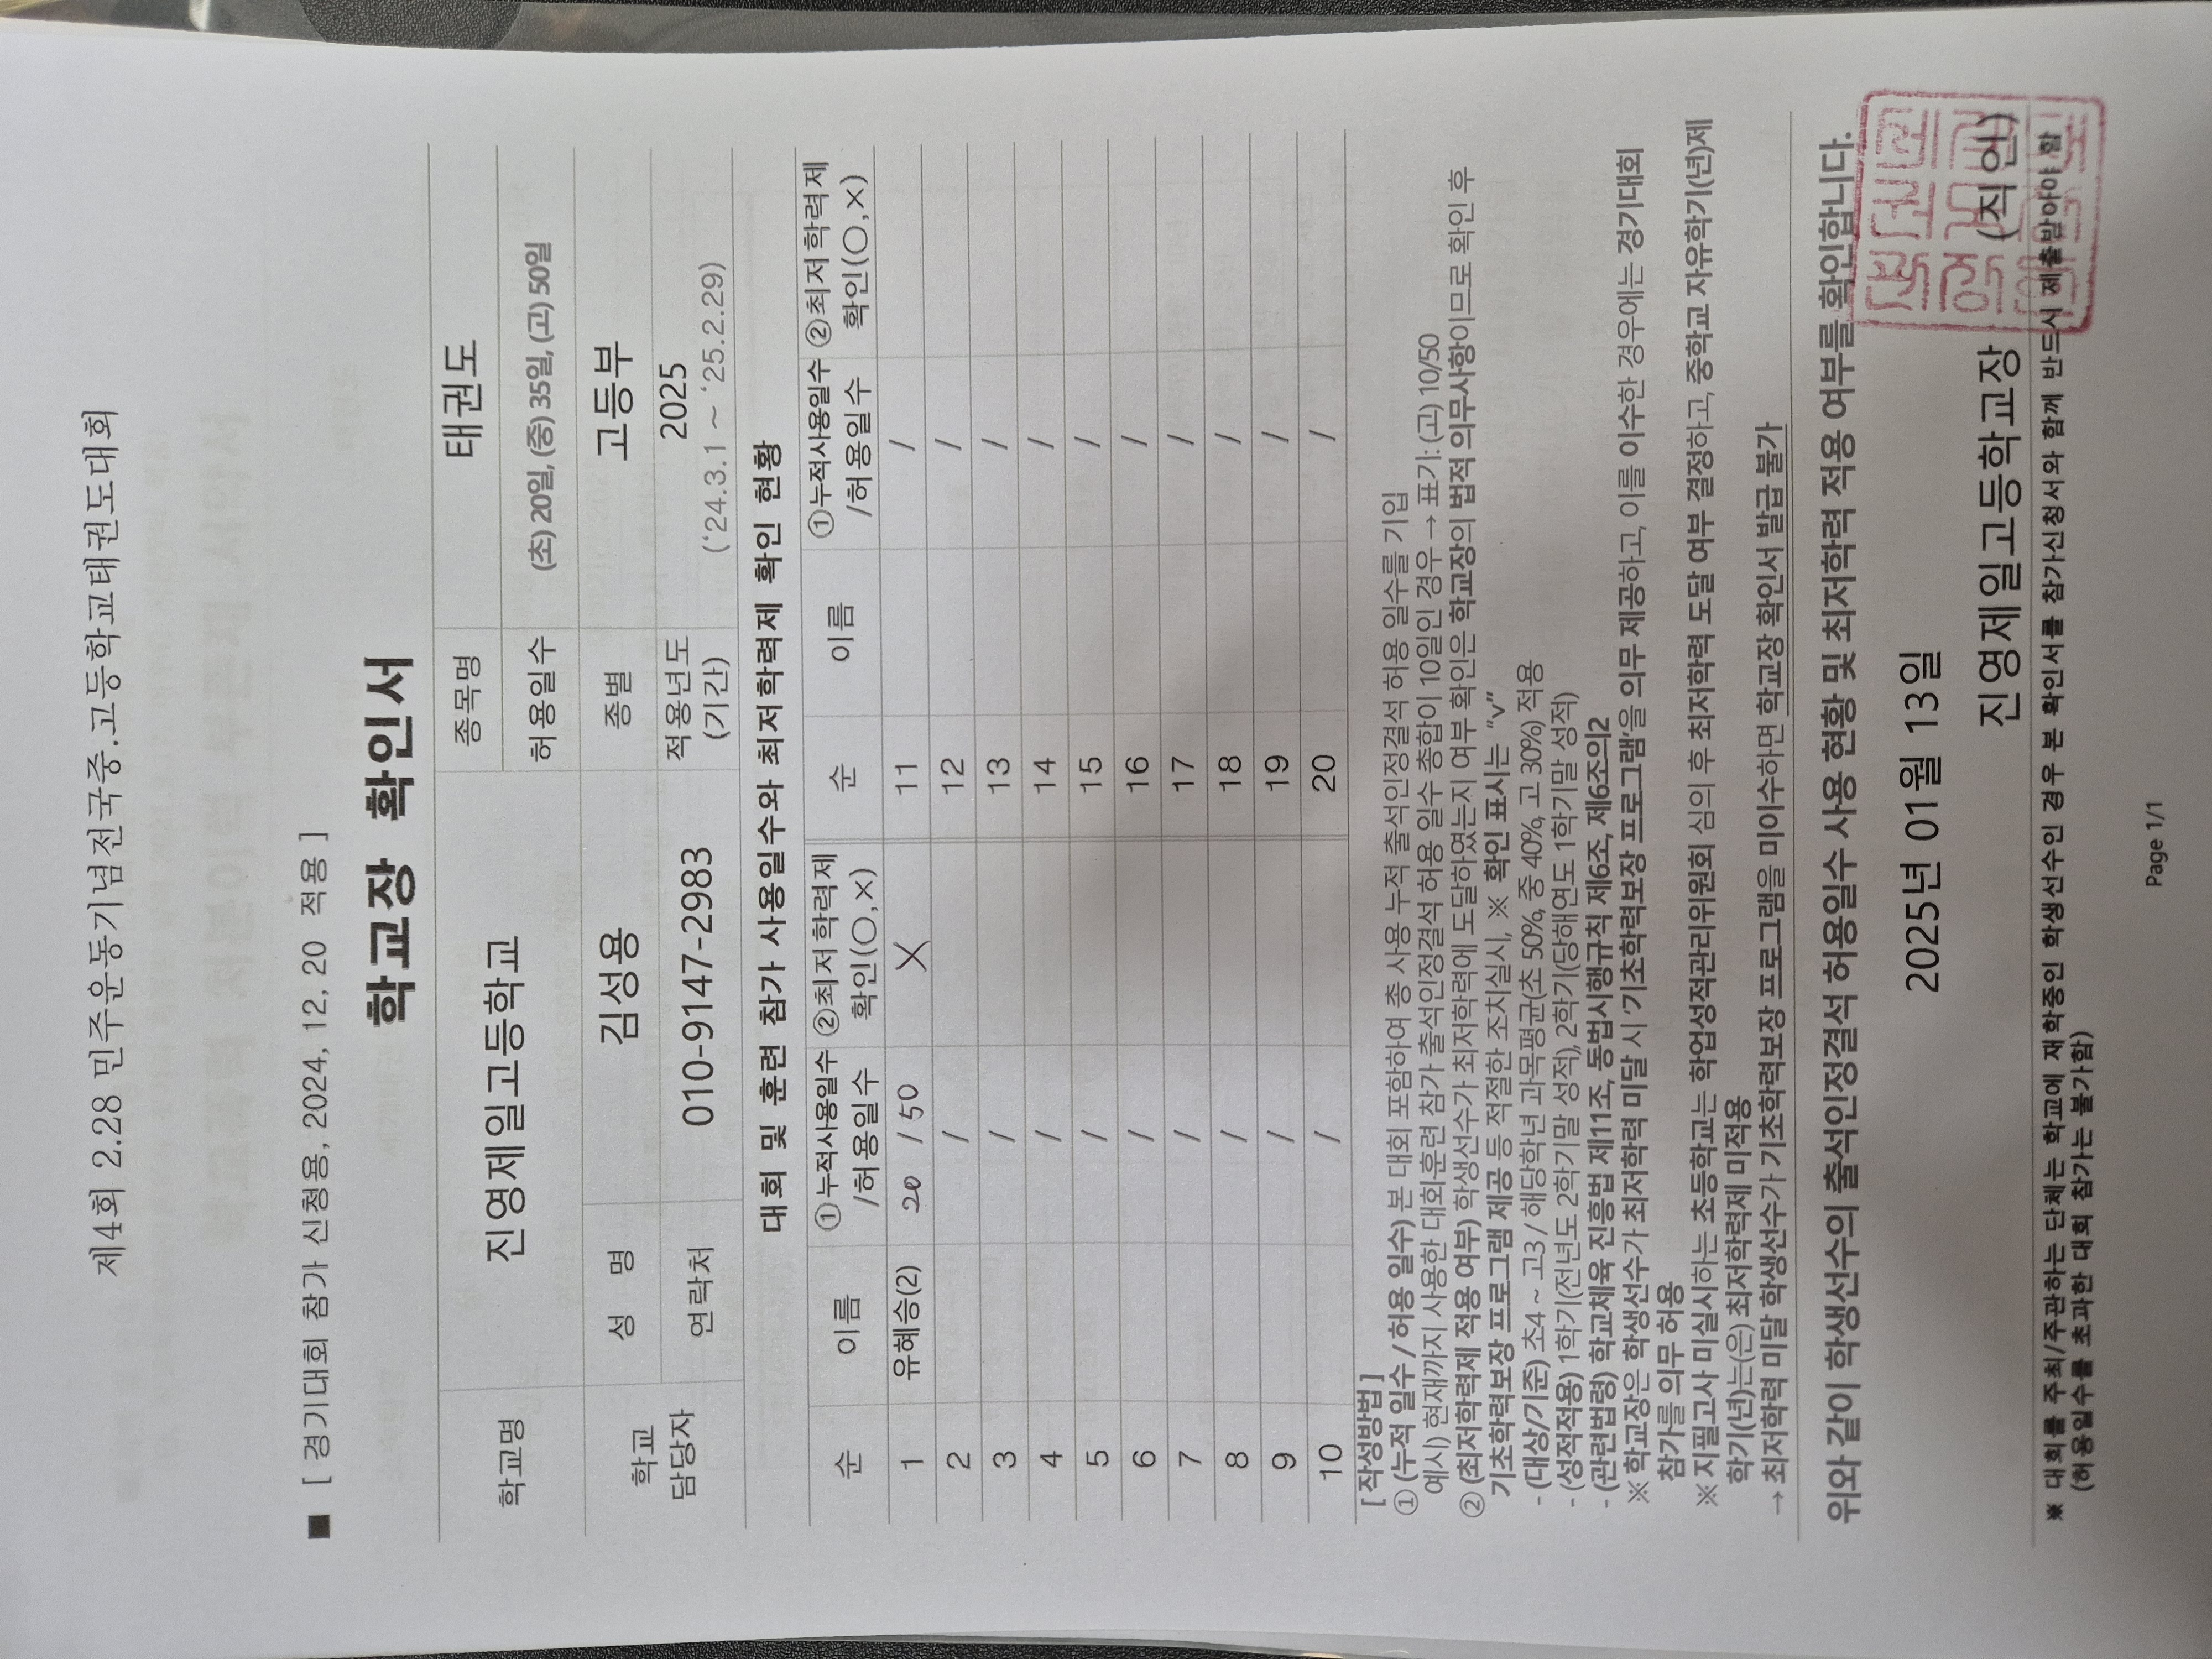 제4회 2.28 민주운동기념전국중.고등학교태권도대회
■ [ 경기대회 참가 신청용, 2024, 12, 20 적용 ]
학교장 확인서
학교명 진영제일고등학교 종목명 태권도
허용일수 (초) 20일, (중) 35일, (고) 50일
학교 담당자 성 명 김성용 종별 고등부
연락처 010-9147-2983 적용년도 (기간) 2025
('24.3.1 ~ '25.2.29)
대회 및 훈련 참가 사용일수와 최저학력제 확인 현황
순 이름 ①누적사용일수 /허용일수 ②최저학력제 확인(○,×) 순 이름 ①누적사용일수 /허용일수 ②최저학력제 확인(○,×)
1 유혜승(2) 20 / 50 × 11 /
2 / 12 /
3 / 13 /
4 / 14 /
5 / 15 /
6 / 16 /
7 / 17 /
8 / 18 /
9 / 19 /
10 / 20 /
[ 작성방법 ]
① (누적 일수 / 허용 일수) 본 대회 포함하여 총 사용 누적 출석인정결석 허용 일수를 기입
예시) 현재까지 사용한 대회훈련 참가 출석인정결석 허용 일수 총합이 10일인 경우 → 표기: (고) 10/50
② (최저학력제 적용 여부) 학생선수가 최저학력에 도달하였는지 여부 확인은 학교장의 법적 의무사항이므로 확인 후
기초학력보장 프로그램 제공 등 적절한 조치실시, ※ 확인 표시는 "v"
- (대상/기준) 초4 ~ 고3 / 해당학년 과목평균(초 50%, 중 40%, 고 30%) 적용
- (성적적용) 1학기(전년도 2학기말 성적), 2학기(당해연도 1학기말 성적)
- (관련법령) 학교체육 진흥법 제11조, 동법시행규칙 제6조, 제6조의2
※ 학교장은 학생선수가 최저학력 미달 시 '기초학력보장 프로그램'을 의무 제공하고, 이를 이수한 경우에는 경기대회
참가를 의무 허용
※ 지필고사 미실시하는 초등학교는 학업성적관리위원회 심의 후 최저학력 도달 여부 결정하고, 중학교 자유학기(년)제
학기(년)는(은) 최저학력제 미적용
→ 최저학력 미달 학생선수가 기초학력보장 프로그램을 미이수하면 학교장 확인서 발급 불가
위와 같이 학생선수의 출석인정결석 허용일수 사용 현황 및 최저학력 적용 여부를 확인합니다.
2025년 01월 13일
진영제일고등학교장 (직인)
※ 대회를 주최/주관하는 단체는 학교에 재학중인 학생선수인 경우 본 확인서를 참가신청서와 함께 반드시 제출받아야 함
(허용일수를 초과한 대회 참가는 불가함)
Page 1/1